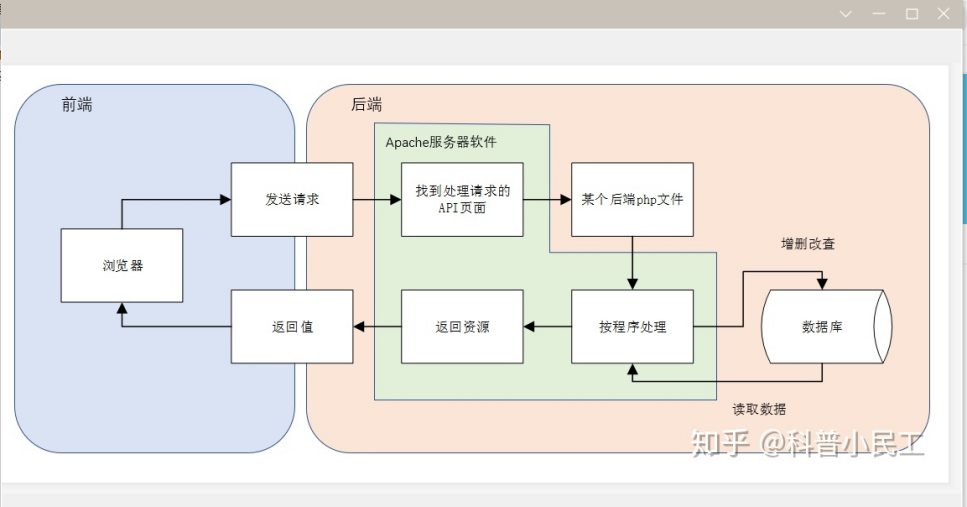 前端
后端
Apache服务器软件
发送请求
找到处理请求的
API页面
某个后端php文件
浏览器
增删改查
返回值
返回资源
按程序处理
数据库
读取数据
知乎 @科普小民工